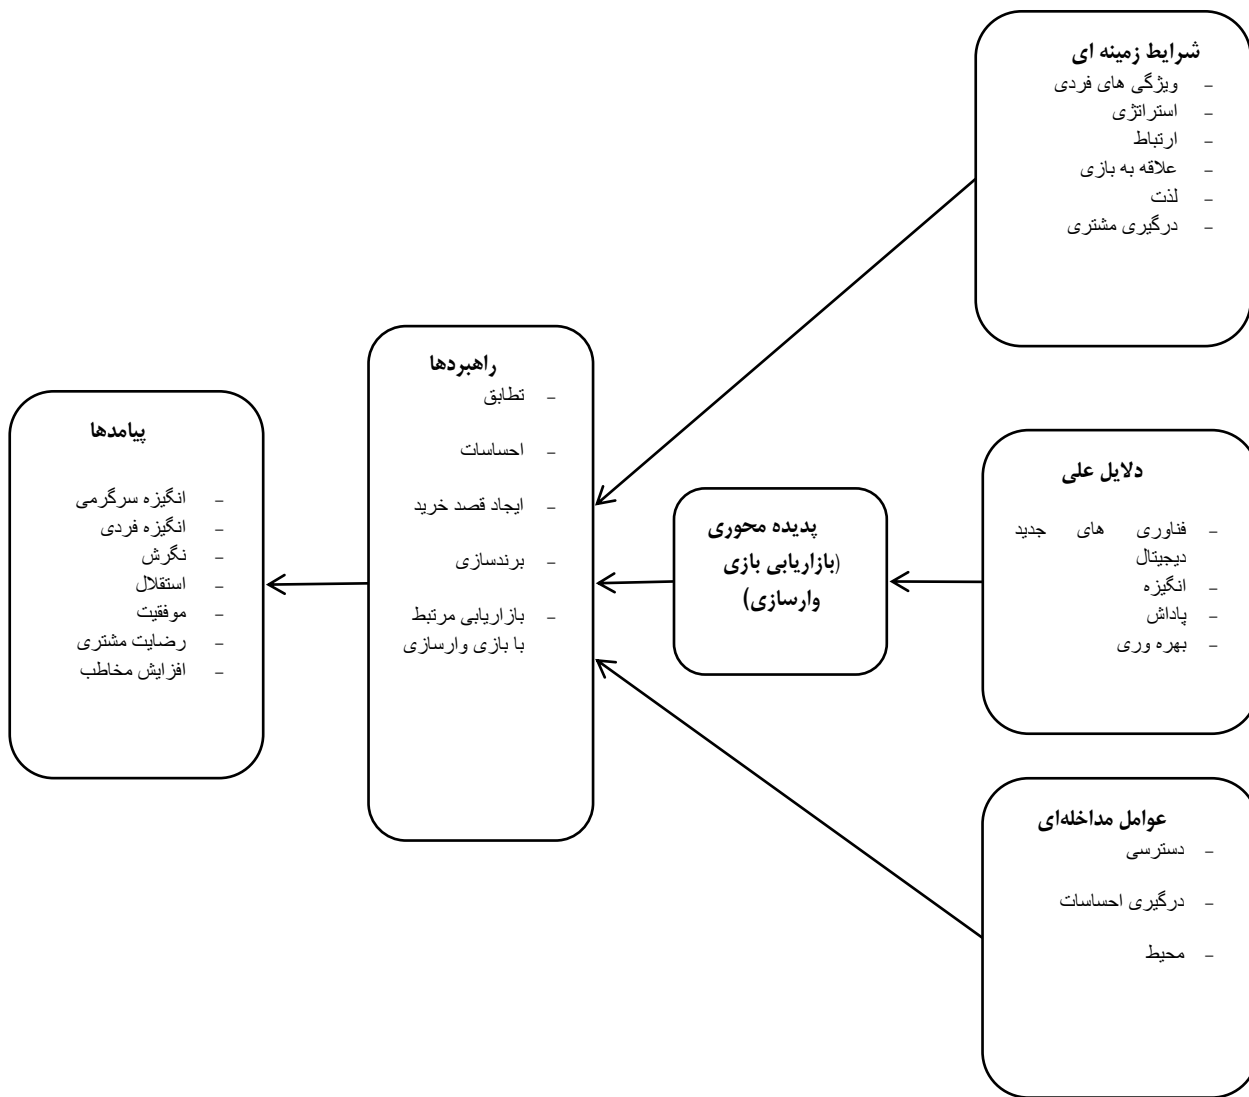 شرایط زمینه ای
- ویژگی های فردی
- استراتژی
- ارتباط
- علاقه به بازی
- لذت
- درگیری مشتری
دلایل علی
- فناوری های جدید
دیجیتال
- انگیزه
- پاداش
- بهره وری
عوامل مداخله‌ای
- دسترسی
- درگیری احساسات
- محیط
پدیده محوری
(بازاریابی بازی
وارسازی)
راهبردها
- تطابق
- احساسات
- ایجاد قصد خرید
- برندسازی
- بازاریابی مرتبط
با بازی وارسازی
پیامدها
- انگیزه سرگرمی
- انگیزه فردی
- نگرش
- استقلال
- موفقیت
- رضایت مشتری
- افزایش مخاطب